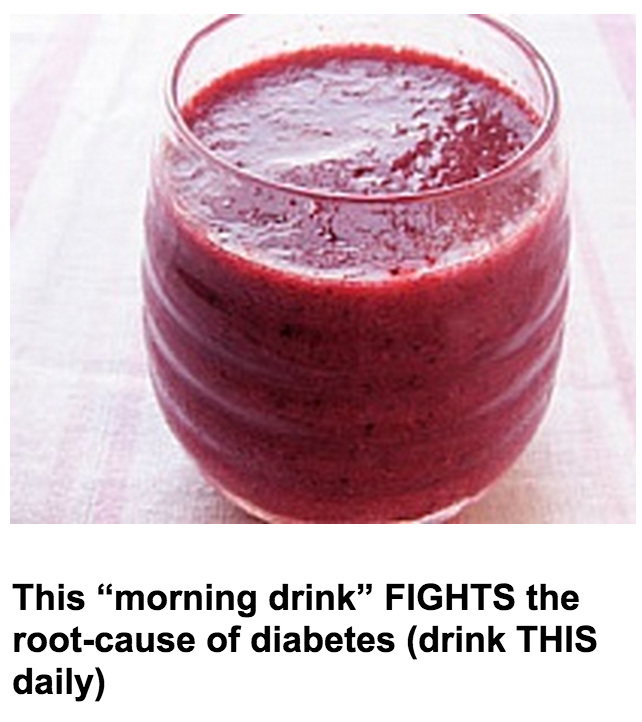 This “morning drink” FIGHTS the
root-cause of diabetes (drink THIS
daily)